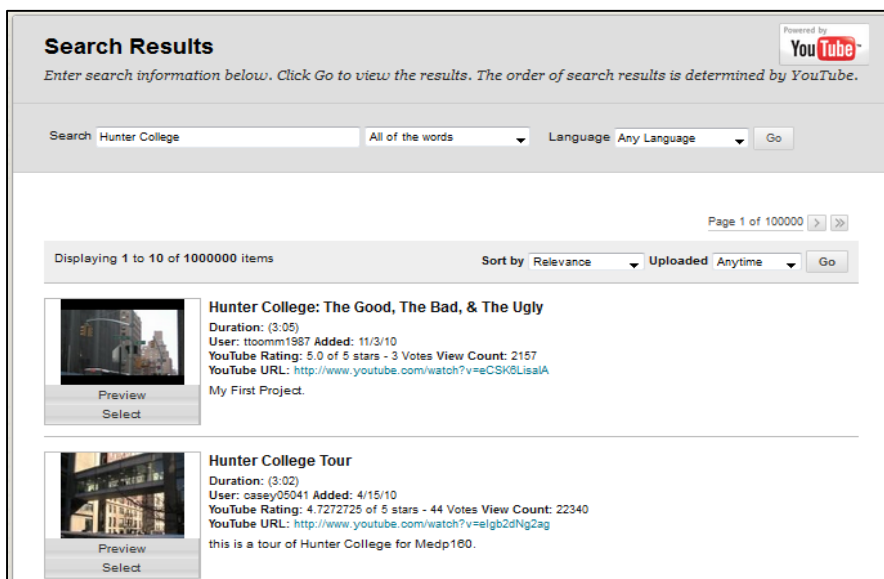 Search Results
Powered by
YouTube
Enter search information below. Click Go to view the results. The order of search results is determined by YouTube.
Search Hunter College All of the words Language Any Language Go
Page 1 of 100000 > >>
Displaying 1 to 10 of 1000000 items Sort by Relevance Uploaded Anytime Go
Hunter College: The Good, The Bad, & The Ugly
Duration: (3:05)
User: ttoomm1987 Added: 11/3/10
YouTube Rating: 5.0 of 5 stars - 3 Votes View Count: 2157
YouTube URL: http://www.youtube.com/watch?v=eCSK6LisalA
My First Project.
Preview
Select
Hunter College Tour
Duration: (3:02)
User: casey05041 Added: 4/15/10
YouTube Rating: 4.7272725 of 5 stars - 44 Votes View Count: 22340
YouTube URL: http://www.youtube.com/watch?v=elgb2dNg2ag
this is a tour of Hunter College for Medp160.
Preview
Select